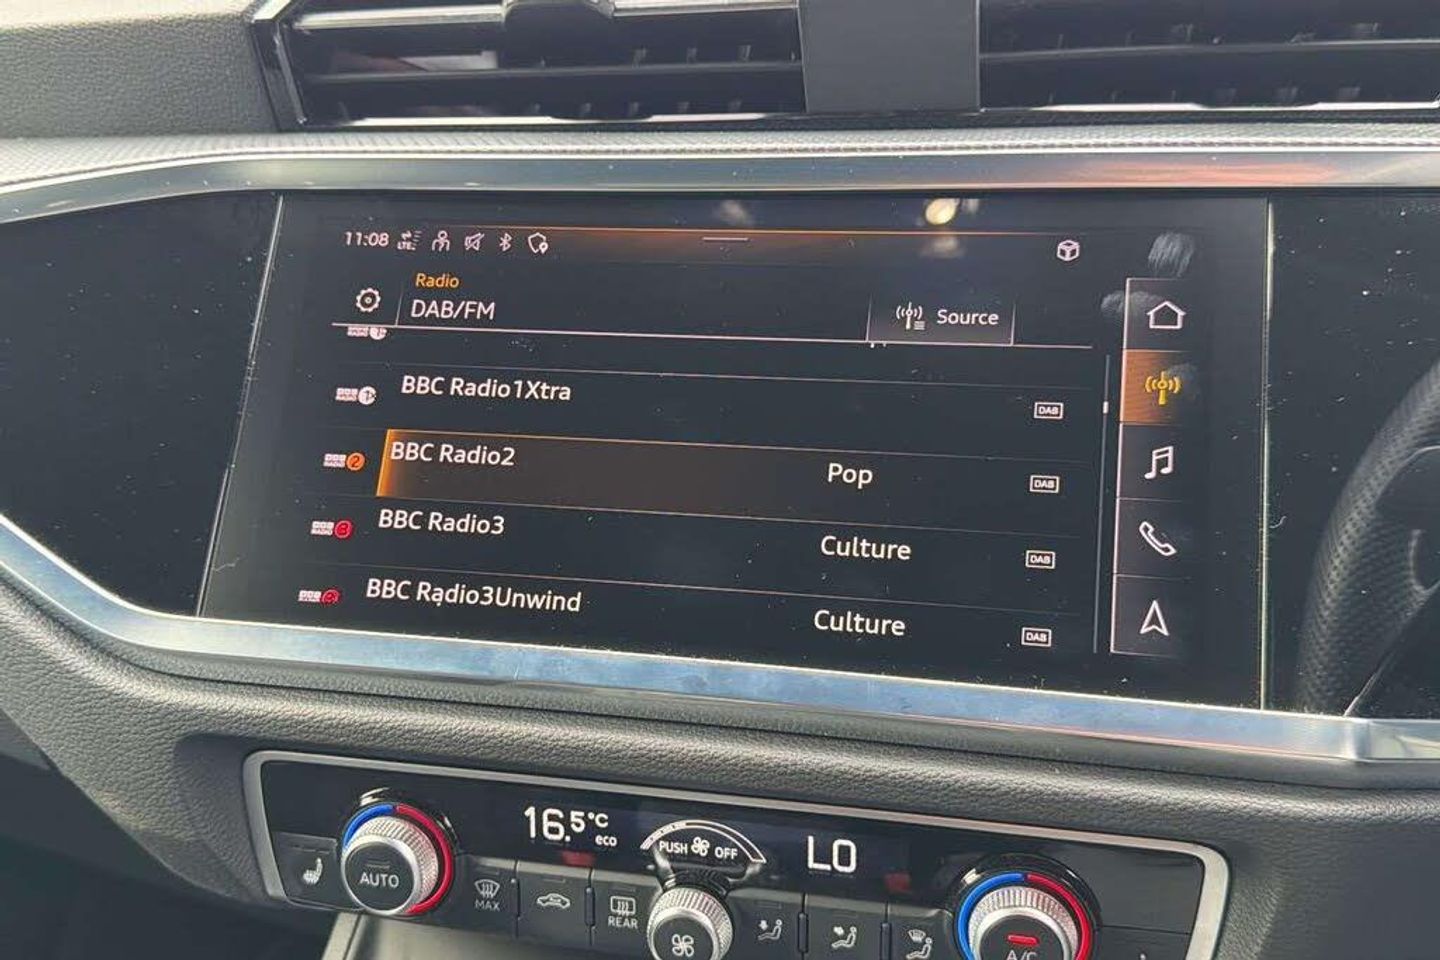 11:08 LTE
Radio
DAB/FM
Source
BBC Radio1Xtra
DAB
BBC Radio2
Pop
DAB
BBC Radio3
Culture
DAB
BBC Radio3Unwind
Culture
DAB
16.5°C
eco
PUSH OFF
LO
AUTO
MAX
REAR
A/C